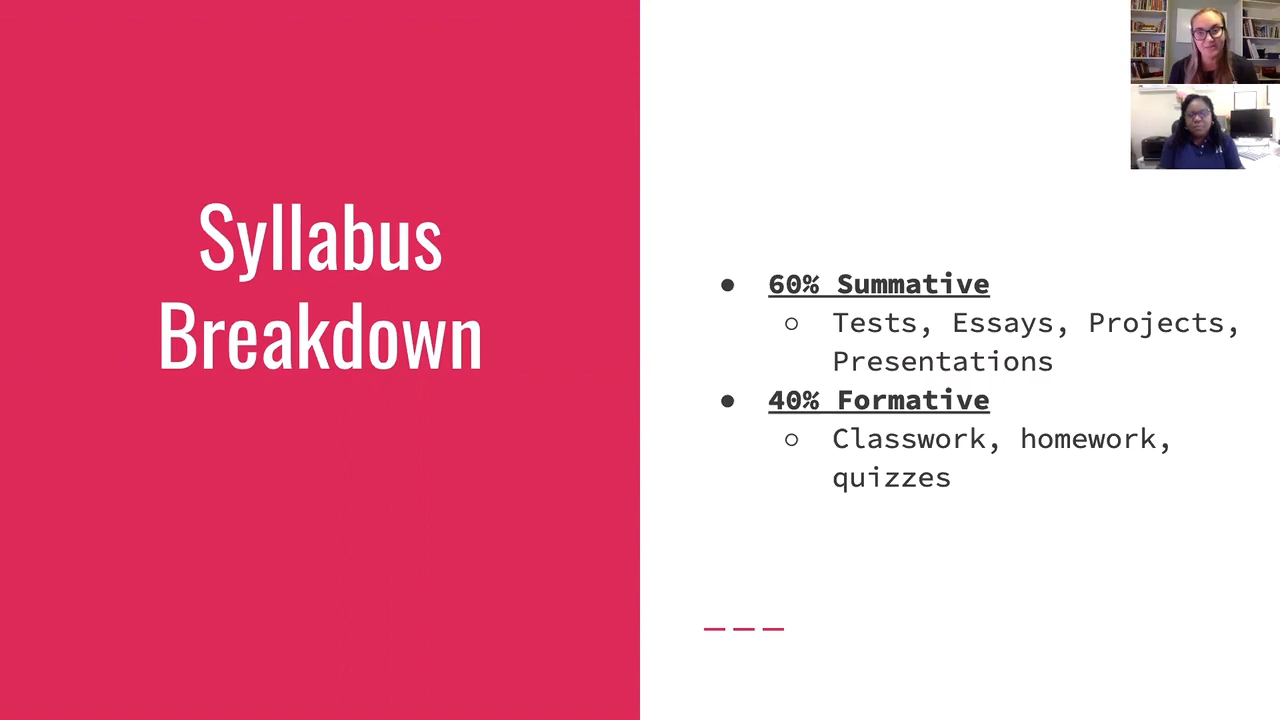 Syllabus
Breakdown
● 60% Summative
○ Tests, Essays, Projects,
Presentations
● 40% Formative
○ Classwork, homework,
quizzes